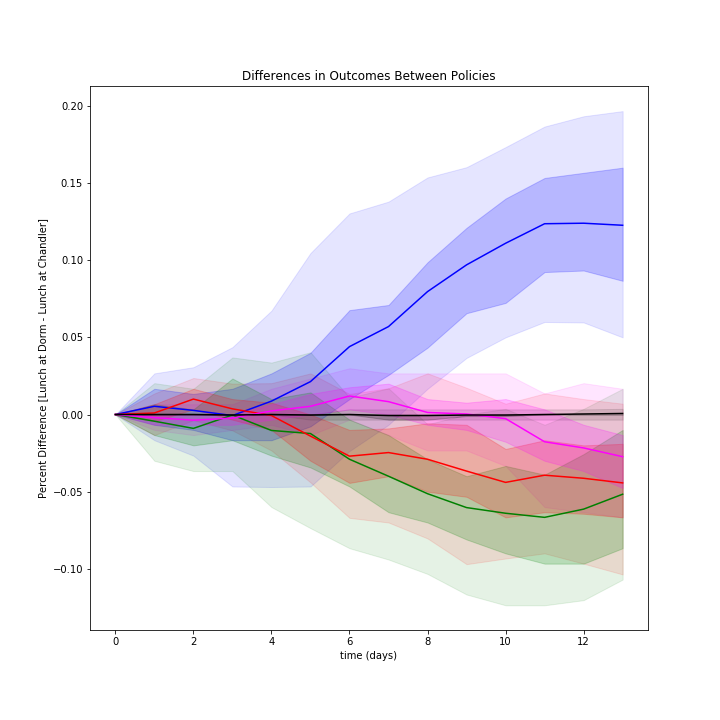 Differences in Outcomes Between Policies
Percent Difference [Lunch at Dorm - Lunch at Chandler]
0.20
0.15
0.10
0.05
0.00
−0.05
−0.10
0 2 4 6 8 10 12
time (days)